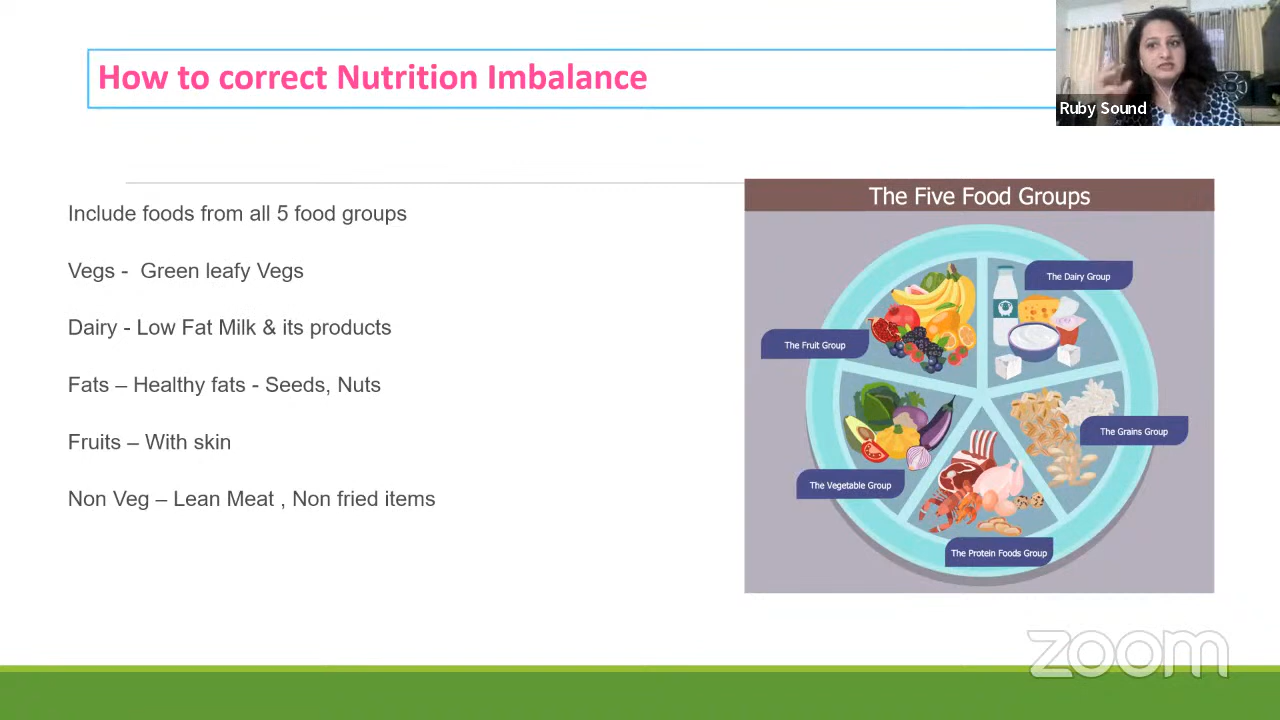 How to correct Nutrition Imbalance
Ruby Sound
Include foods from all 5 food groups
Vegs -  Green leafy Vegs
Dairy - Low Fat Milk & its products
Fats – Healthy fats - Seeds, Nuts
Fruits – With skin
Non Veg – Lean Meat , Non fried items
The Five Food Groups
The Dairy Group
The Fruit Group
The Grains Group
The Vegetable Group
The Protein Foods Group
zoom